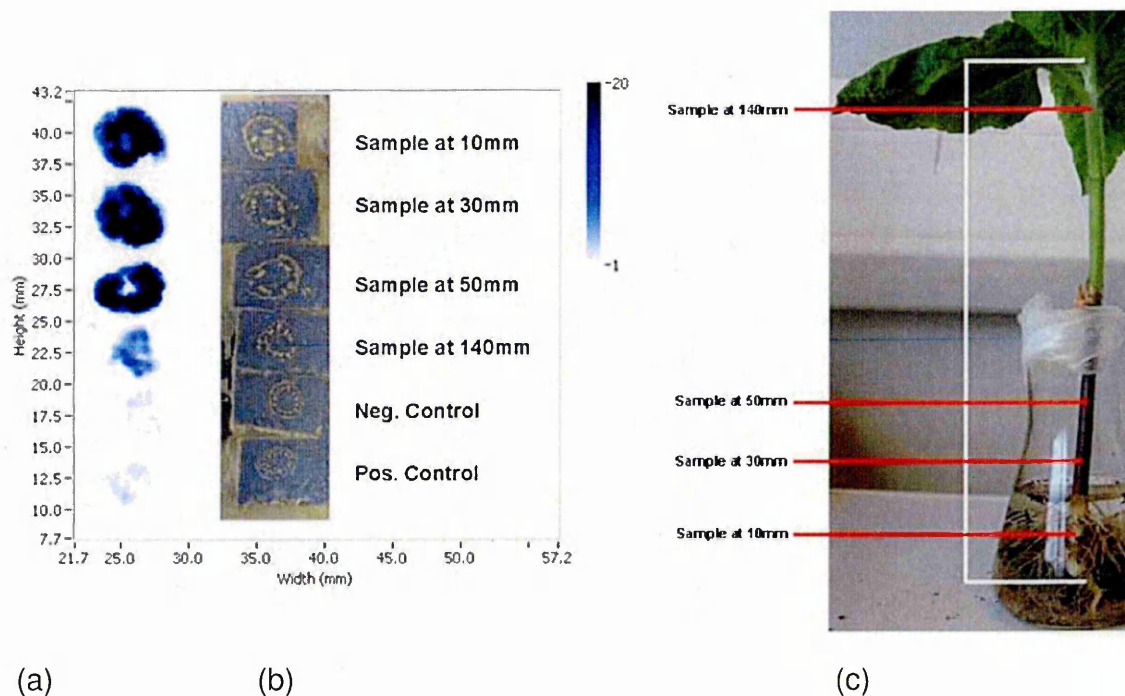 43.2
40.0
37.5
35.0
32.5
30.0
27.5
25.0
22.5
20.0
17.5
15.0
12.5
10.0
7.7
Height (mm)
21.7 25.0 30.0 35.0 40.0 45.0 50.0 57.2
Width (mm)
Sample at 10mm
Sample at 30mm
Sample at 50mm
Sample at 140mm
Neg. Control
Pos. Control
-20
-1
Sample at 140mm
Sample at 50mm
Sample at 30mm
Sample at 10mm
(a) (b) (c)